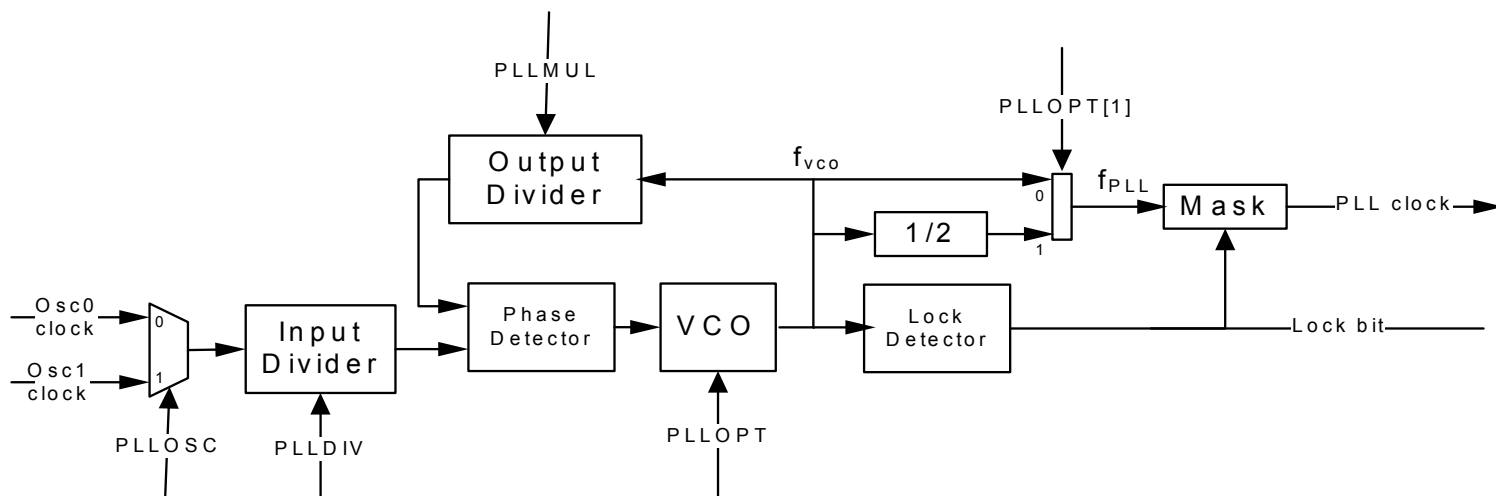 PLLMUL
PLLOPT[1]
Output
Divider
fvco
0
fPLL
Mask
PLL clock
1/2
1
Osc0
clock
0
Input
Divider
Phase
Detector
VCO
Lock
Detector
Lock bit
Osc1
clock
1
PLLOSC
PLLDIV
PLLOPT